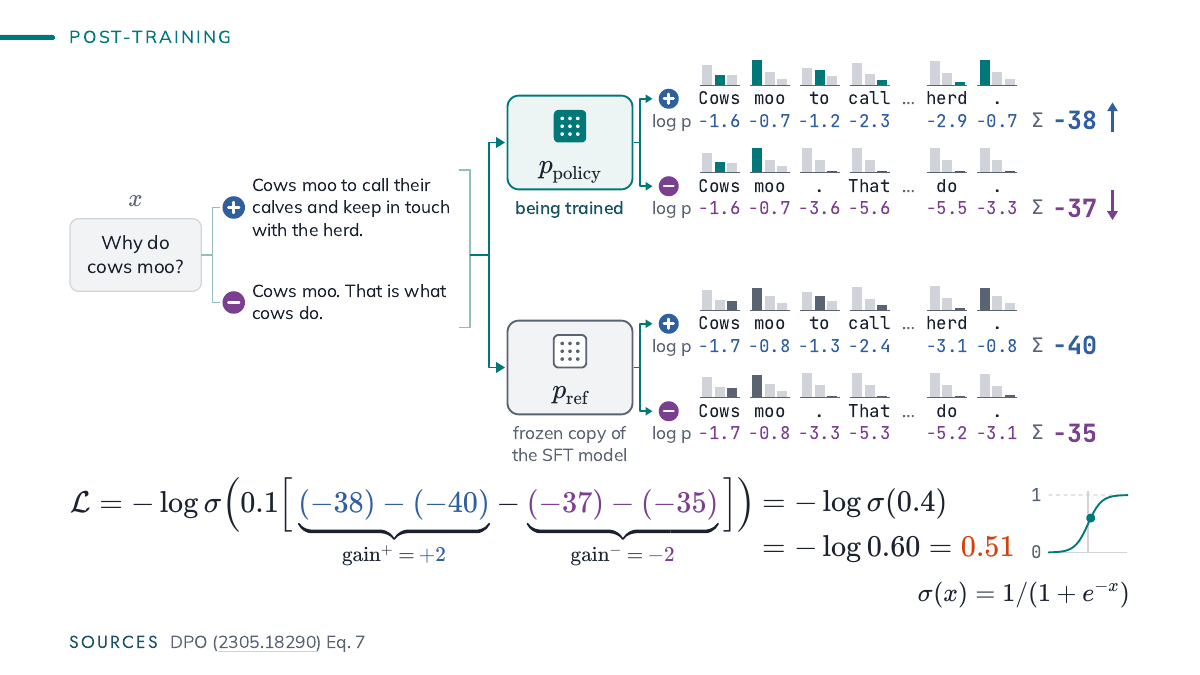 POST-TRAINING
x
Why do
cows moo?
+
Cows moo to call their
calves and keep in touch
with the herd.
−
Cows moo. That is what
cows do.
p_policy
being trained
+
Cows moo to call … herd .
log p -1.6 -0.7 -1.2 -2.3 -2.9 -0.7 Σ -38
−
Cows moo . That … do .
log p -1.6 -0.7 -3.6 -5.6 -5.5 -3.3 Σ -37
p_ref
frozen copy of
the SFT model
+
Cows moo to call … herd .
log p -1.7 -0.8 -1.3 -2.4 -3.1 -0.8 Σ -40
−
Cows moo . That … do .
log p -1.7 -0.8 -3.3 -5.3 -5.2 -3.1 Σ -35
ℒ = − log σ(0.1[(−38) − (−40) − (−37) − (−35)]) = − log σ(0.4)
gain⁺ = +2
gain⁻ = −2
= − log 0.60 = 0.51
1
0
σ(x) = 1/(1 + e⁻ˣ)
SOURCES DPO (2305.18290) Eq. 7